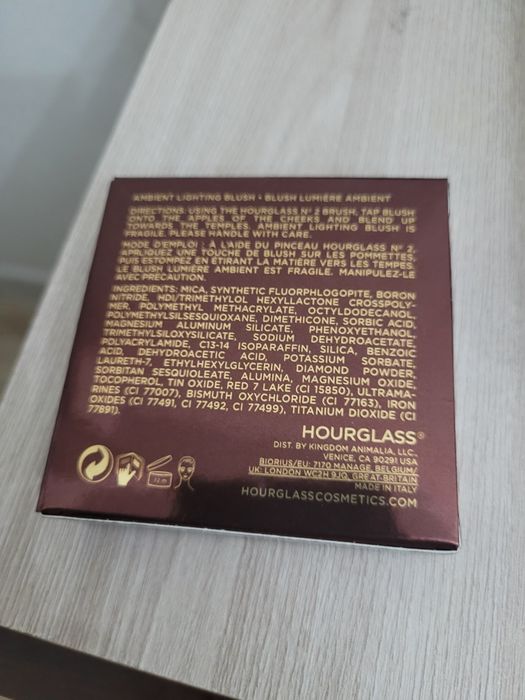 AMBIENT LIGHTING BLUSH • BLUSH LUMIÈRE AMBIENT
DIRECTIONS: USING THE HOURGLASS Nº 2 BRUSH, TAP BLUSH
ONTO THE APPLES OF THE CHEEKS AND BLEND UP
TOWARDS THE TEMPLES. AMBIENT LIGHTING BLUSH IS
FRAGILE. PLEASE HANDLE WITH CARE.
MODE D'EMPLOI : À L'AIDE DU PINCEAU HOURGLASS Nº 2,
APPLIQUEZ UNE TOUCHE DE BLUSH SUR LES POMMETTES,
PUIS ESTOMPEZ EN ÉTIRANT LA MATIÈRE VERS LES TEMPES.
LE BLUSH LUMIÈRE AMBIENT EST FRAGILE. MANIPULEZ-LE
AVEC PRÉCAUTION.
INGREDIENTS: MICA, SYNTHETIC FLUORPHLOGOPITE, BORON
NITRIDE, HDI/TRIMETHYLOL HEXYLLACTONE CROSSPOLY-
MER, POLYMETHYL METHACRYLATE, OCTYLDODECANOL,
POLYMETHYLSILSESQUIOXANE, DIMETHICONE, SORBIC ACID,
MAGNESIUM ALUMINUM SILICATE, PHENOXYETHANOL,
TRIMETHYLSILOXYSILICATE, SODIUM DEHYDROACETATE,
POLYACRYLAMIDE, C13-14 ISOPARAFFIN, SILICA, BENZOIC
ACID, DEHYDROACETIC ACID, POTASSIUM SORBATE,
LAURETH-7, ETHYLHEXYLGLYCERIN, DIAMOND POWDER,
SORBITAN SESQUIOLEATE, ALUMINA, MAGNESIUM OXIDE,
TOCOPHEROL, TIN OXIDE, RED 7 LAKE (CI 15850), ULTRAMA-
RINES (CI 77007), BISMUTH OXYCHLORIDE (CI 77163), IRON
OXIDES (CI 77491, CI 77492, CI 77499), TITANIUM DIOXIDE (CI
77891).
HOURGLASS®
DIST. BY KINGDOM ANIMALIA, LLC.
VENICE, CA 90291 USA
BIORIUS/EU: 7170 MANAGE, BELGIUM/
UK: LONDON WC2H 9JQ, GREAT-BRITAIN
MADE IN ITALY
HOURGLASSCOSMETICS.COM